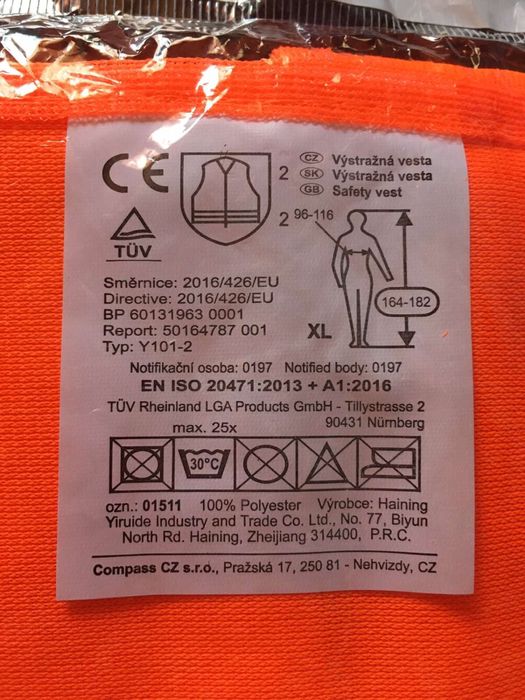 CE
2
CZ Výstražná vesta
SK Výstražná vesta
GB Safety vest
2
96-116
TÜV
164-182
XL
Směrnice: 2016/426/EU
Directive: 2016/426/EU
BP 60131963 0001
Report: 50164787 001
Typ: Y101-2
Notifikační osoba: 0197 Notified body: 0197
EN ISO 20471:2013 + A1:2016
TÜV Rheinland LGA Products GmbH - Tillystrasse 2
max. 25x 90431 Nürnberg
30°C
ozn.: 01511 100% Polyester Výrobce: Haining
Yiruide Industry and Trade Co. Ltd., No. 77, Biyun
North Rd. Haining, Zheijiang 314400, P.R.C.
Compass CZ s.r.o., Pražská 17, 250 81 - Nehvizdy, CZ